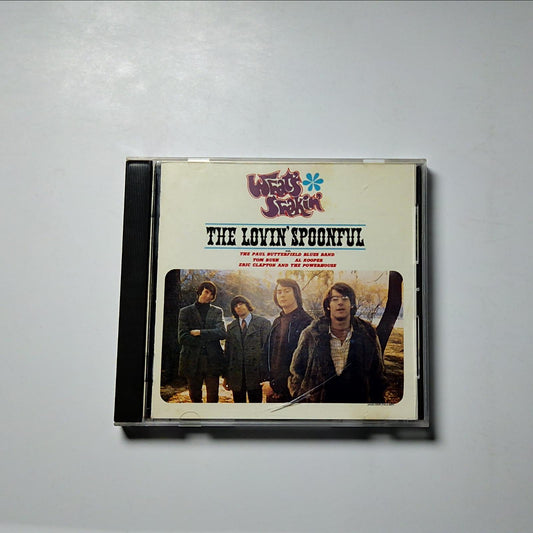 What's
Shakin'
THE LOVIN' SPOONFUL
THE PAUL BUTTERFIELD BLUES BAND
TOM RUSH AL KOOPER
ERIC CLAPTON AND THE POWERHOUSE